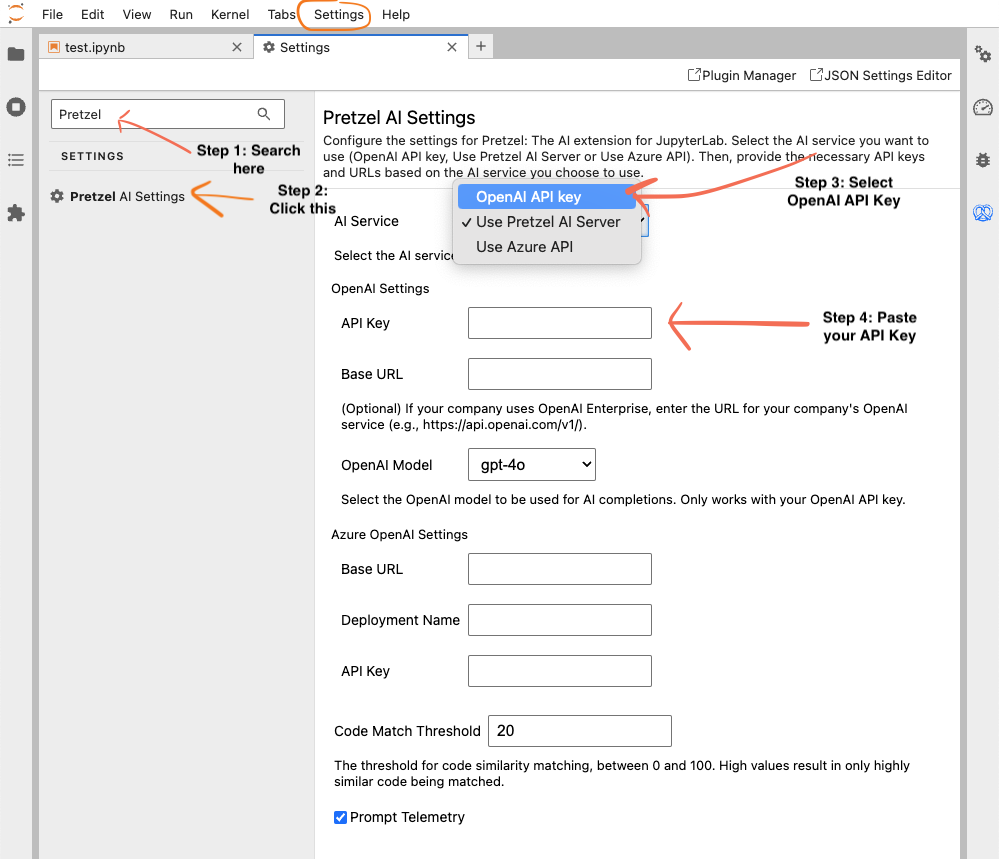 File Edit View Run Kernel Tabs Settings Help
test.ipynb
Settings
Plugin Manager
JSON Settings Editor
Pretzel
SETTINGS
Pretzel AI Settings
Step 1: Search
here
Step 2:
Click this
Pretzel AI Settings
Configure the settings for Pretzel: The AI extension for JupyterLab. Select the AI service you want to
use (OpenAI API key, Use Pretzel AI Server or Use Azure API). Then, provide the necessary API keys
and URLs based on the AI service you choose to use.
Step 3: Select
OpenAI API Key
AI Service
OpenAI API key
✓ Use Pretzel AI Server
Use Azure API
Select the AI service
OpenAI Settings
API Key
Step 4: Paste
your API Key
Base URL
(Optional) If your company uses OpenAI Enterprise, enter the URL for your company's OpenAI
service (e.g., https://api.openai.com/v1/).
OpenAI Model gpt-4o
Select the OpenAI model to be used for AI completions. Only works with your OpenAI API key.
Azure OpenAI Settings
Base URL
Deployment Name
API Key
Code Match Threshold 20
The threshold for code similarity matching, between 0 and 100. High values result in only highly
similar code being matched.
Prompt Telemetry